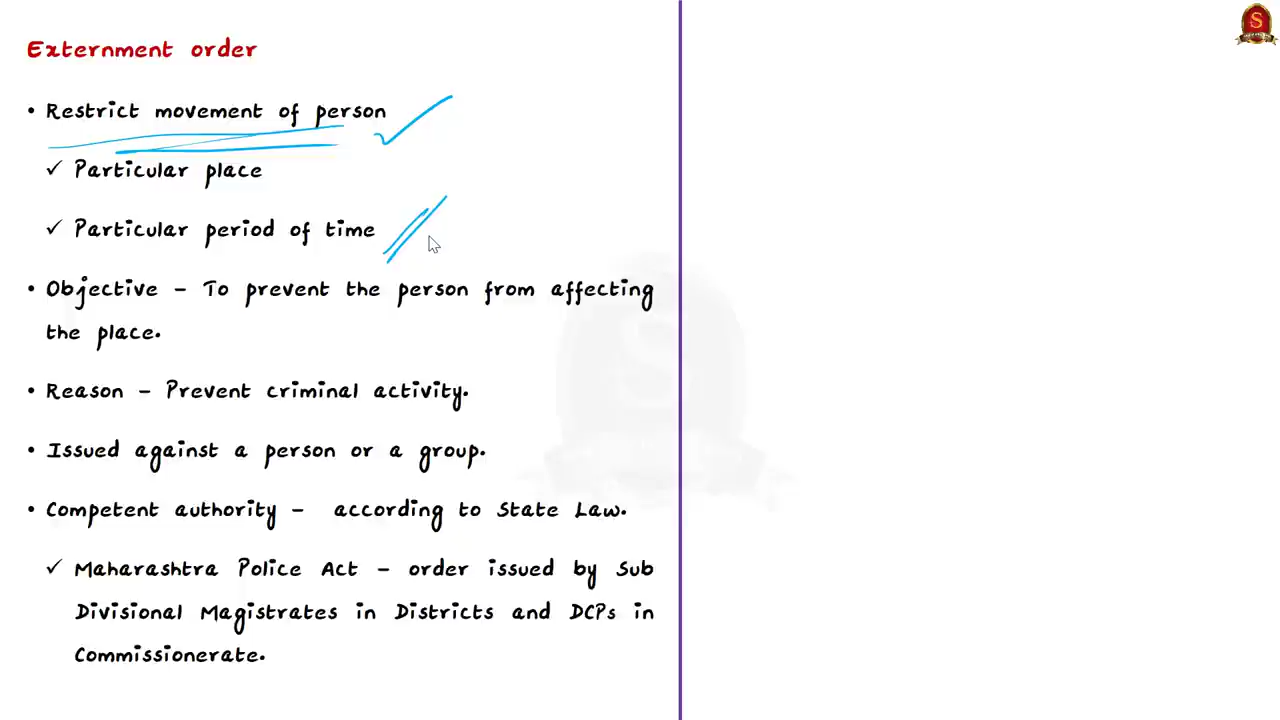 Externment order
• Restrict movement of person
✓ Particular place
✓ Particular period of time
• Objective – To prevent the person from affecting
the place.
• Reason – Prevent criminal activity.
• Issued against a person or a group.
• Competent authority – according to State Law.
✓ Maharashtra Police Act – order issued by Sub
Divisional Magistrates in Districts and DCPs in
Commissionerate.